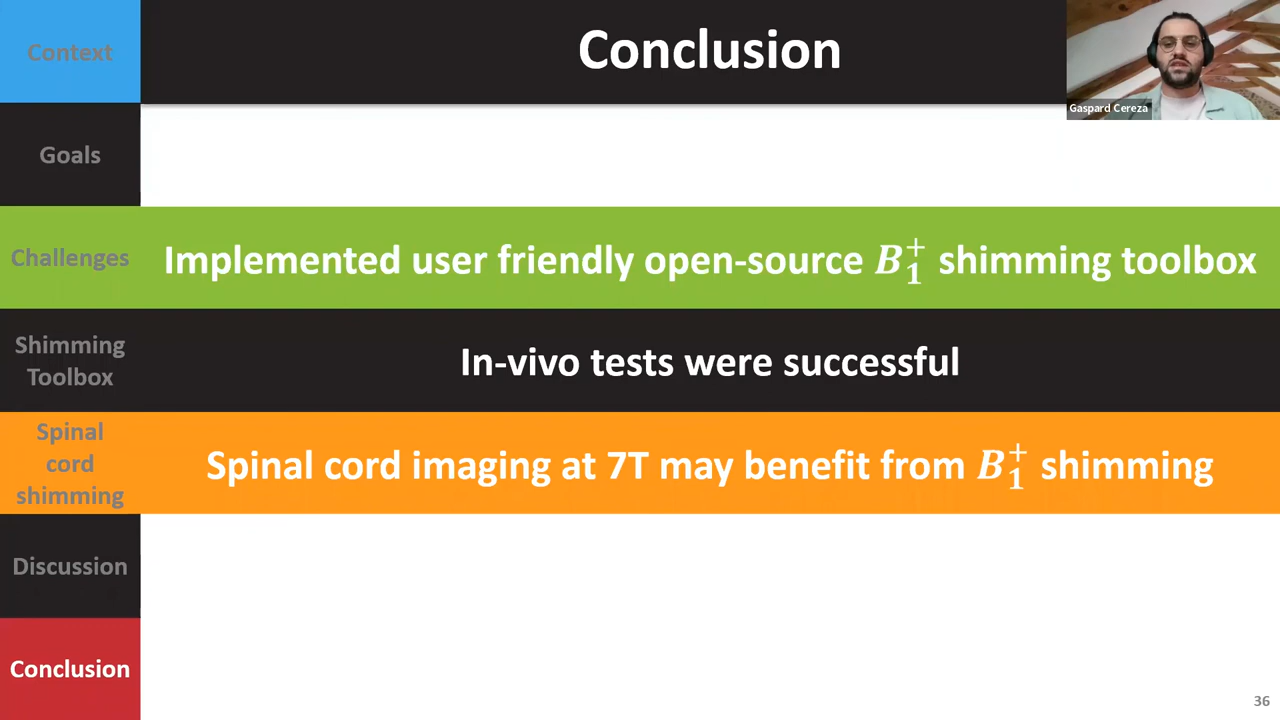 Context
Conclusion
Gaspard Cereza
Goals
Challenges
Implemented user friendly open-source B₁⁺ shimming toolbox
Shimming
Toolbox
In-vivo tests were successful
Spinal
cord
shimming
Spinal cord imaging at 7T may benefit from B₁⁺ shimming
Discussion
Conclusion
36